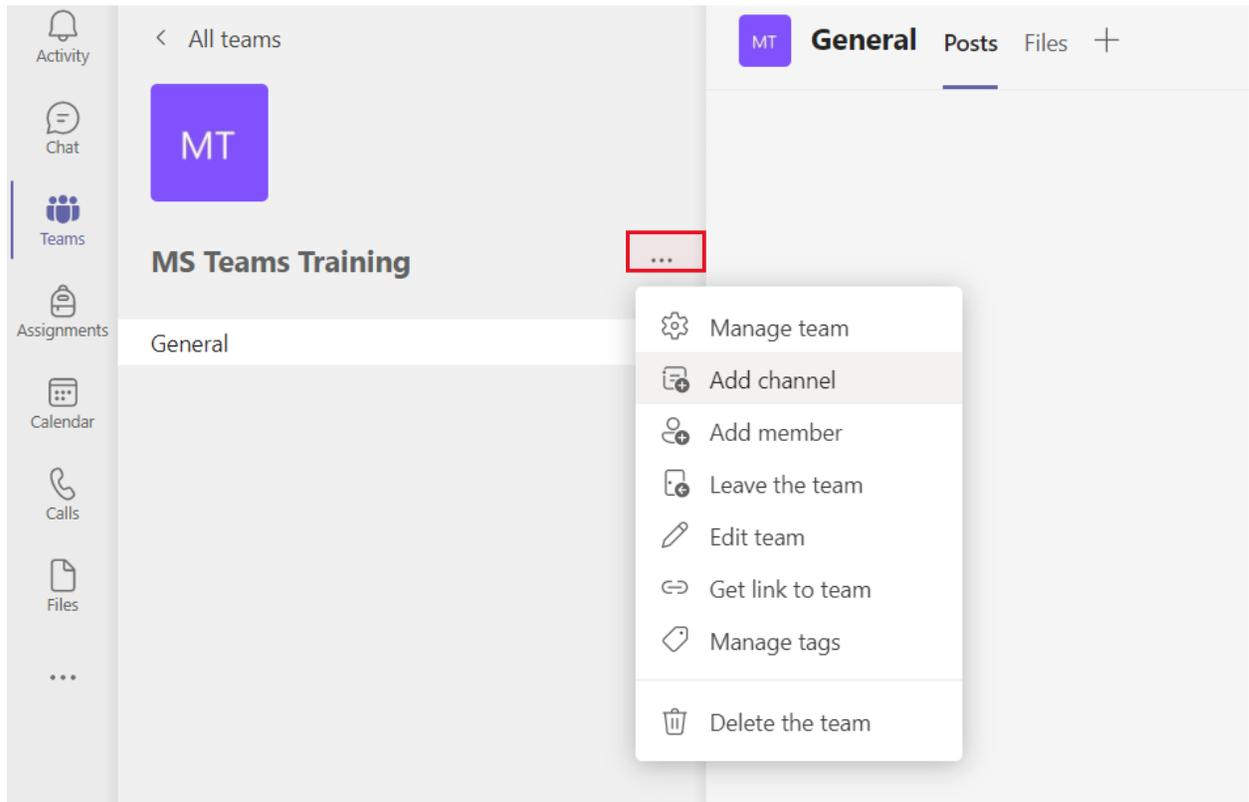 Activity
Chat
Teams
Assignments
Calendar
Calls
Files
...
All teams
MT
MS Teams Training
...
General
Manage team
Add channel
Add member
Leave the team
Edit team
Get link to team
Manage tags
Delete the team
MT General Posts Files +